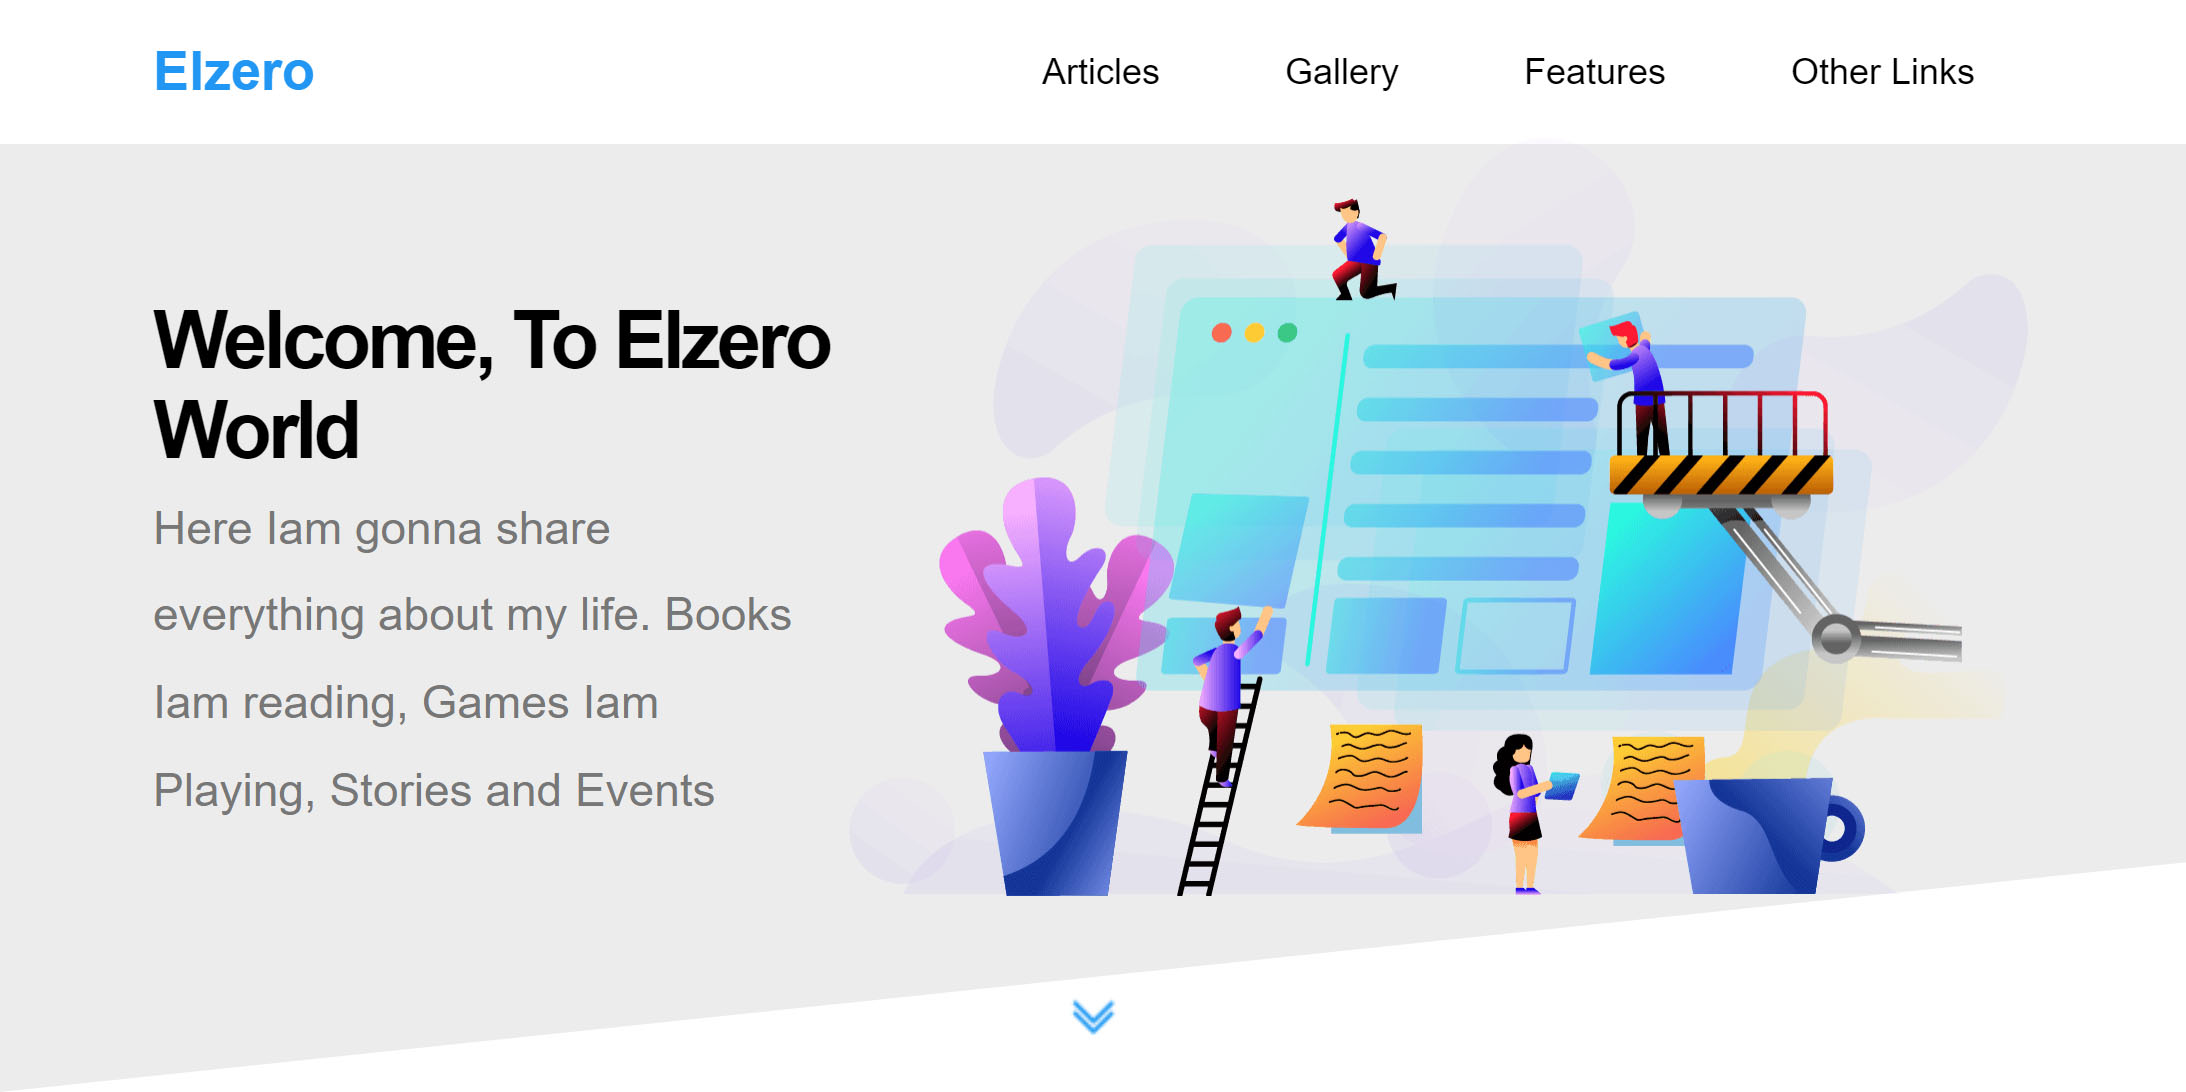 Elzero
Articles Gallery Features Other Links
Welcome, To Elzero
World
Here Iam gonna share
everything about my life. Books
Iam reading, Games Iam
Playing, Stories and Events